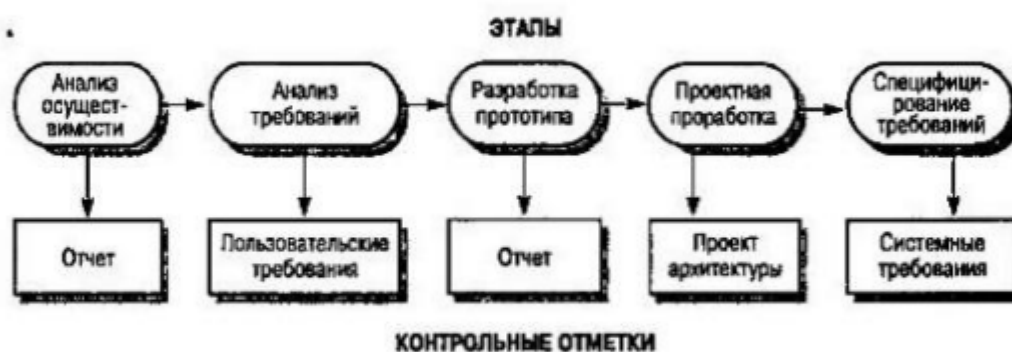 ЭТАПЫ
Анализ
осущест-
вимости
Анализ
требований
Разработка
прототипа
Проектная
проработка
Специфици-
рование
требований
Отчет
Пользовательские
требования
Отчет
Проект
архитектуры
Системные
требования
КОНТРОЛЬНЫЕ ОТМЕТКИ